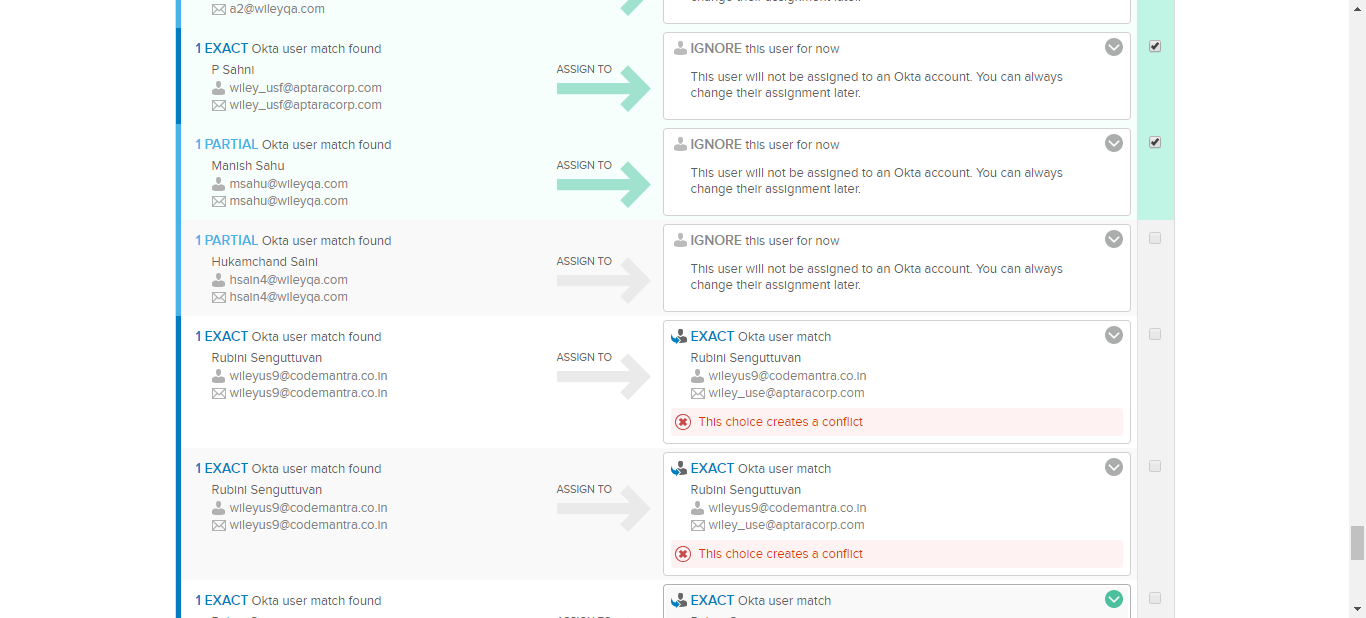 a2@wileyqa.com
change their assignment later.
1 EXACT Okta user match found
P Sahni
wiley_usf@aptaracorp.com
wiley_usf@aptaracorp.com
ASSIGN TO
IGNORE this user for now
This user will not be assigned to an Okta account. You can always
change their assignment later.
1 PARTIAL Okta user match found
Manish Sahu
msahu@wileyqa.com
msahu@wileyqa.com
ASSIGN TO
IGNORE this user for now
This user will not be assigned to an Okta account. You can always
change their assignment later.
1 PARTIAL Okta user match found
Hukamchand Saini
hsain4@wileyqa.com
hsain4@wileyqa.com
ASSIGN TO
IGNORE this user for now
This user will not be assigned to an Okta account. You can always
change their assignment later.
1 EXACT Okta user match found
Rubini Senguttuvan
wileyus9@codemantra.co.in
wileyus9@codemantra.co.in
ASSIGN TO
EXACT Okta user match
Rubini Senguttuvan
wileyus9@codemantra.co.in
wiley_use@aptaracorp.com
This choice creates a conflict
1 EXACT Okta user match found
Rubini Senguttuvan
wileyus9@codemantra.co.in
wileyus9@codemantra.co.in
ASSIGN TO
EXACT Okta user match
Rubini Senguttuvan
wileyus9@codemantra.co.in
wiley_use@aptaracorp.com
This choice creates a conflict
1 EXACT Okta user match found
EXACT Okta user match